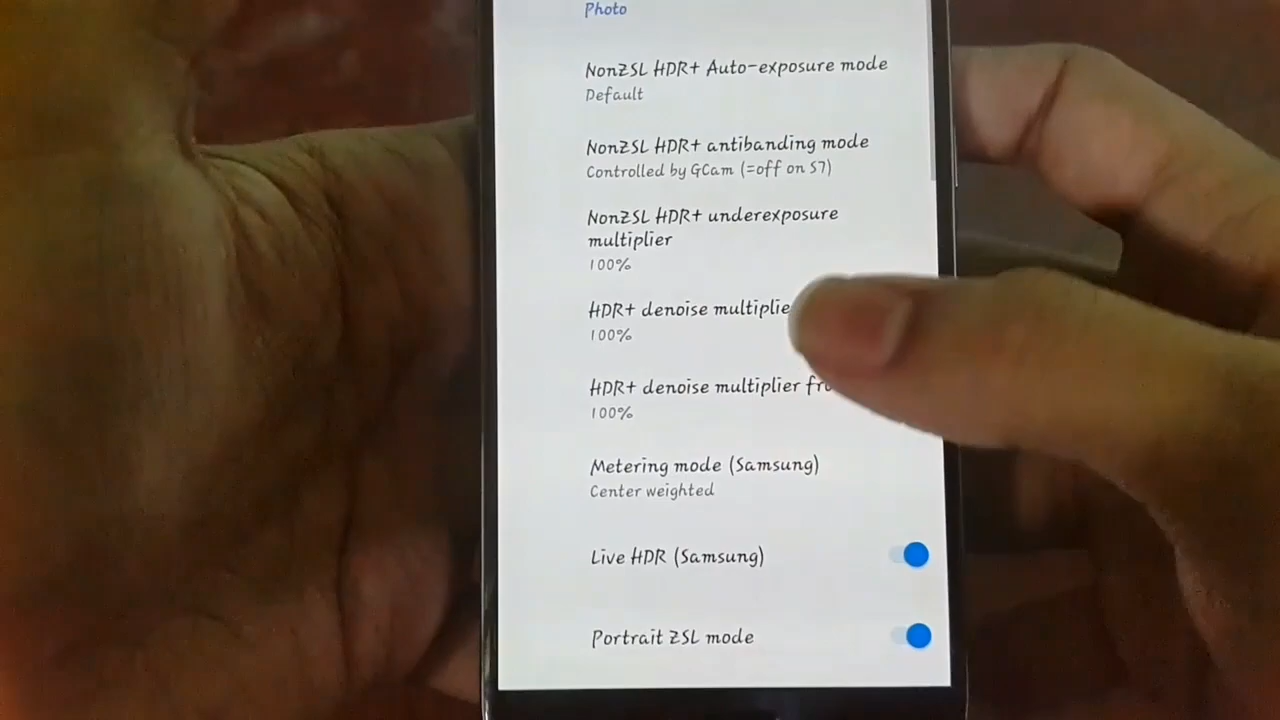 Photo
NonZSL HDR+ Auto-exposure mode
Default
NonZSL HDR+ antibanding mode
Controlled by GCam (=off on S7)
NonZSL HDR+ underexposure
multiplier
100%
HDR+ denoise
100%
HDR+ denoise multiplier
100%
Metering mode (Samsung)
Center weighted
Live HDR (Samsung)
Portrait ZSL mode